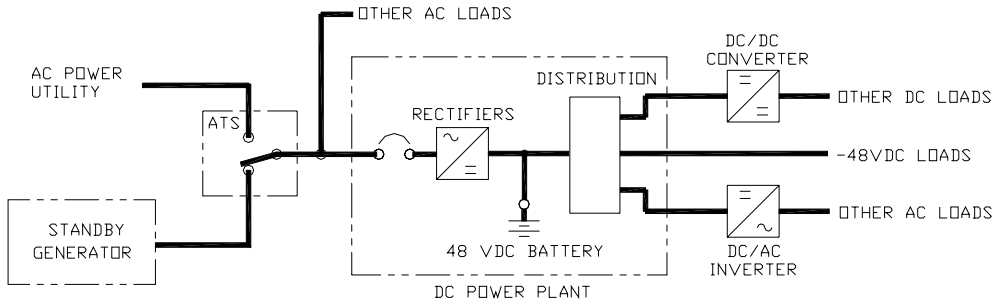 OTHER AC LOADS
DC/DC
CONVERTER
AC POWER
UTILITY
DISTRIBUTION
OTHER DC LOADS
ATS
RECTIFIERS
-48VDC LOADS
STANDBY
GENERATOR
OTHER AC LOADS
48 VDC BATTERY
DC/AC
INVERTER
DC POWER PLANT